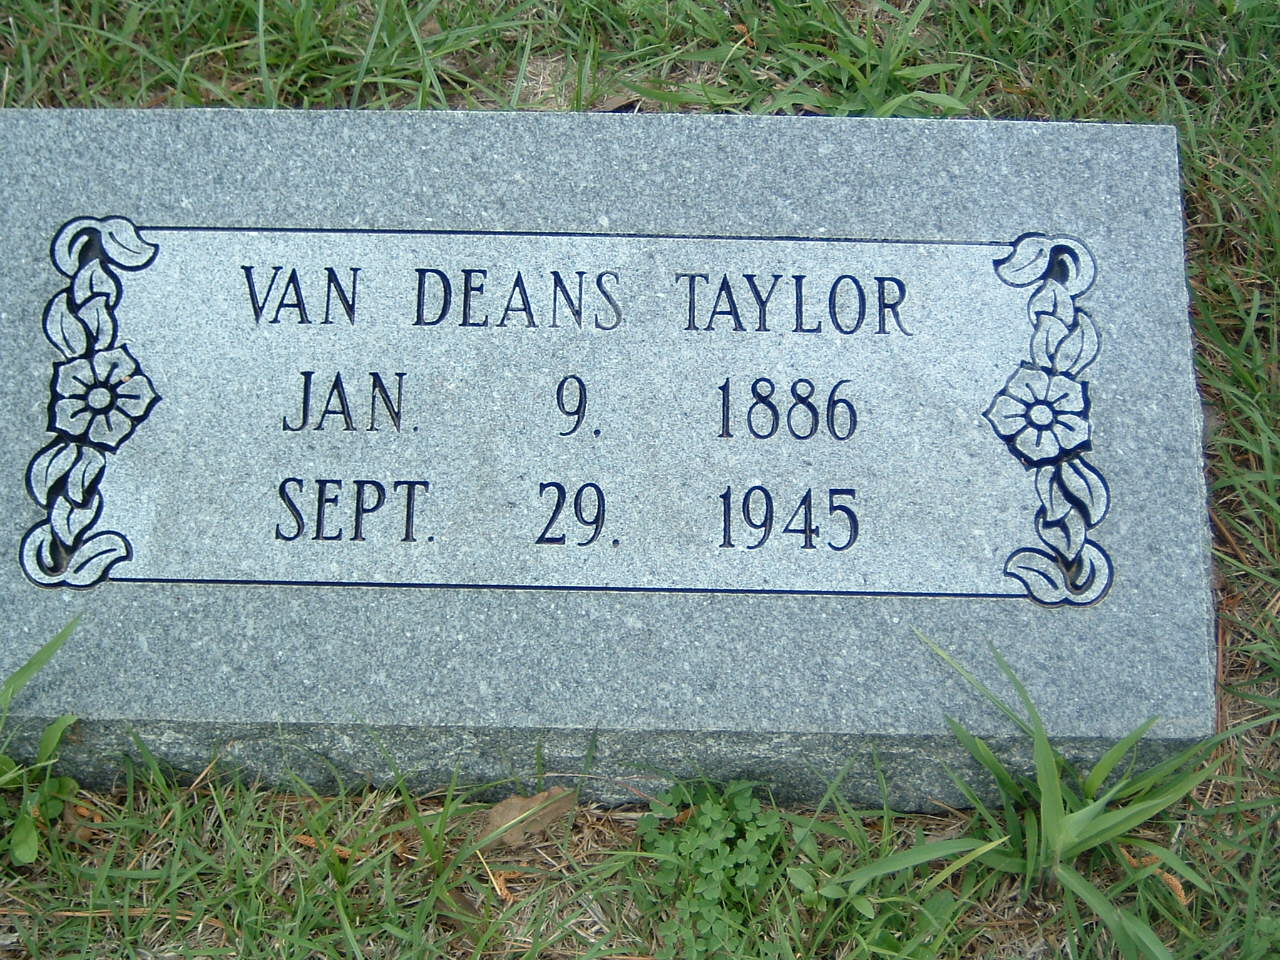 VAN DEANS TAYLOR
JAN. 9. 1886
SEPT. 29. 1945